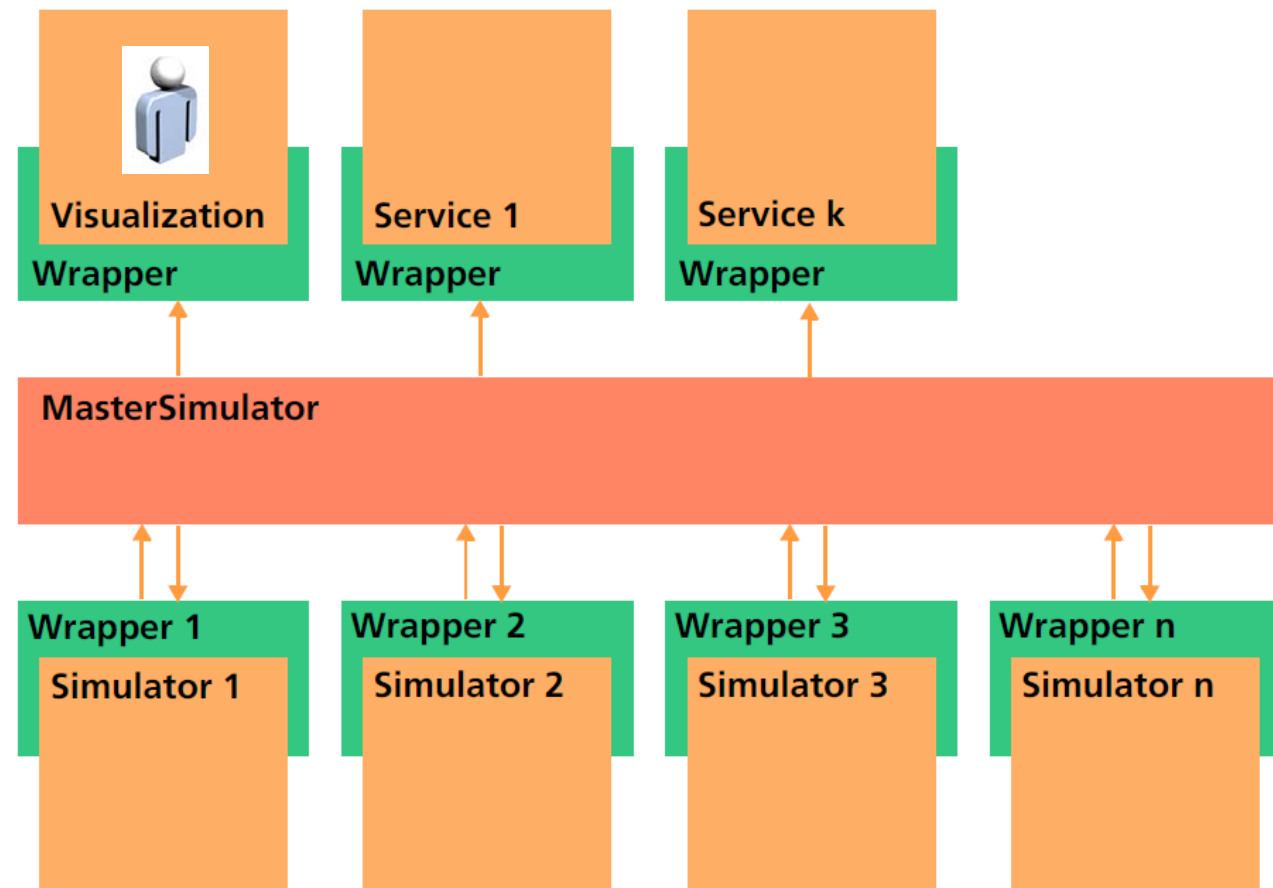 Visualization
Service 1
Service k
Wrapper
Wrapper
Wrapper
MasterSimulator
Wrapper 1
Wrapper 2
Wrapper 3
Wrapper n
Simulator 1
Simulator 2
Simulator 3
Simulator n